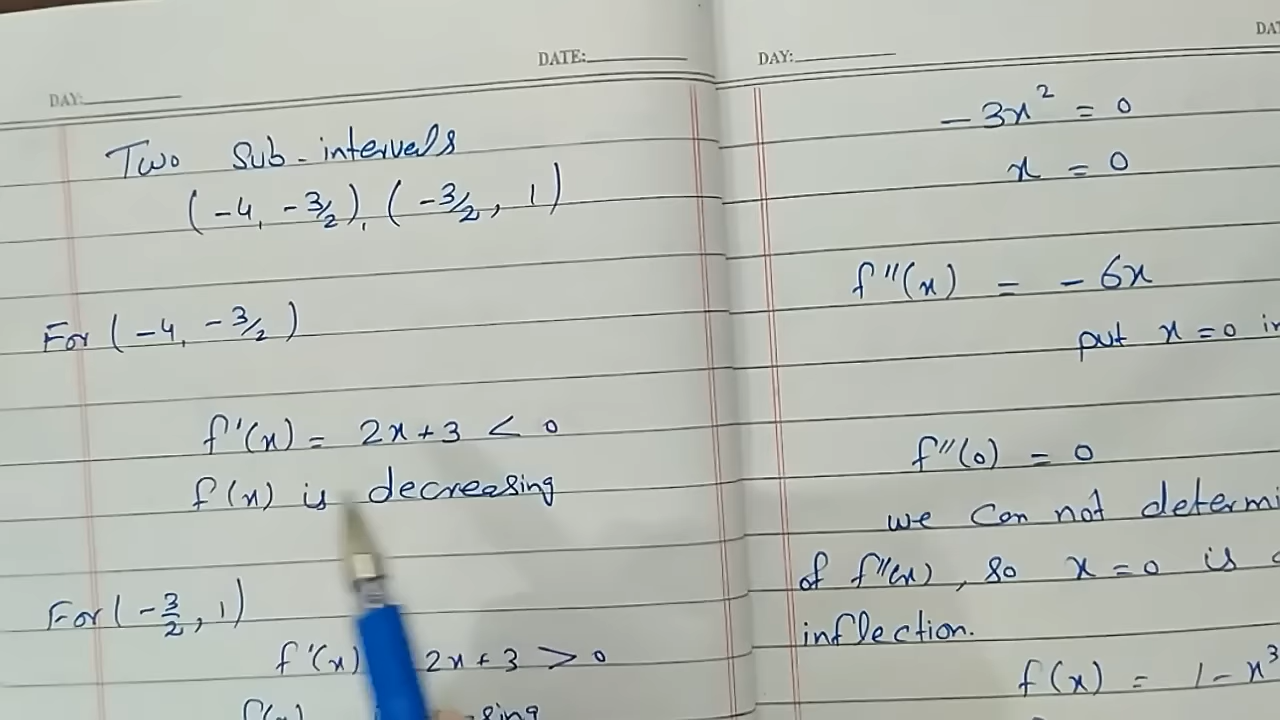 DAY: DATE:
Two Sub-intervals
(-4, -3/2), (-3/2, 1)
For (-4, -3/2)
f'(x) = 2x+3 < 0
f(x) is decreasing
For (-3/2, 1)
f'(x) 2x+3 > 0
DAY: DAT
-3x² = 0
x = 0
f''(x) = -6x
put x=0 in
f''(0) = 0
we can not determi
of f''(x), so x=0 is
inflection.
f(x) = 1-x³